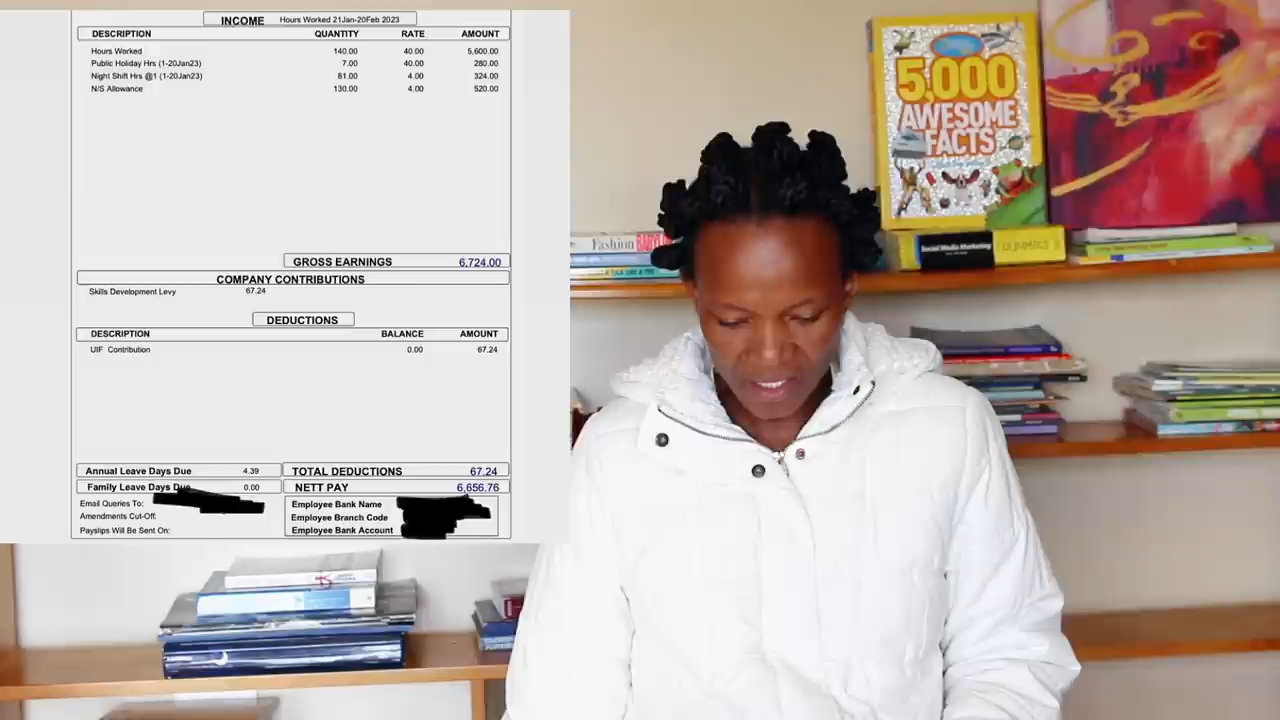 INCOME Hours Worked 21Jan-20Feb 2023
DESCRIPTION QUANTITY RATE AMOUNT
Hours Worked 140.00 40.00 5,600.00
Public Holiday Hrs (1-20Jan23) 7.00 40.00 280.00
Night Shift Hrs @1 (1-20Jan23) 81.00 4.00 324.00
N/S Allowance 130.00 4.00 520.00
GROSS EARNINGS 6,724.00
COMPANY CONTRIBUTIONS
Skills Development Levy 67.24
DEDUCTIONS
DESCRIPTION BALANCE AMOUNT
UIF Contribution 0.00 67.24
Annual Leave Days Due 4.39 TOTAL DEDUCTIONS 67.24
Family Leave Days Due 0.00 NETT PAY 6,656.76
Email Queries To:
Amendments Cut-Off:
Payslips Will Be Sent On:
Employee Bank Name
Employee Branch Code
Employee Bank Account
5,000
AWESOME
FACTS
Fashion BABYLON
Social Media Marketing
DUMMIES